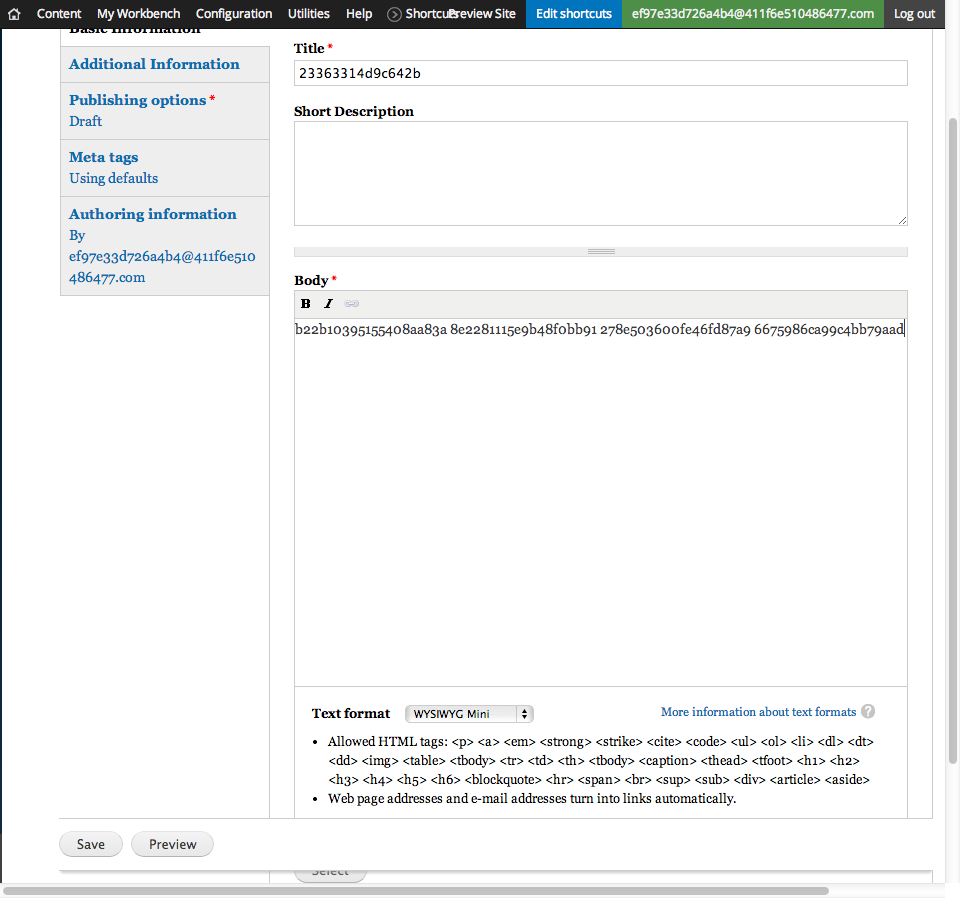 Content My Workbench Configuration Utilities Help Shortcuts Preview Site Edit shortcuts ef97e33d726a4b4@411f6e510486477.com Log out
Basic Information
Additional Information
Publishing options *
Draft
Meta tags
Using defaults
Authoring information
By
ef97e33d726a4b4@411f6e510
486477.com
Title *
23363314d9c642b
Short Description
Body *
B I
b22b10395155408aa83a 8e2281115e9b48f0bb91 278e503600fe46fd87a9 6675986ca99c4bb79aad
Text format WYSIWYG Mini More information about text formats ?
• Allowed HTML tags: <p> <a> <em> <strong> <strike> <cite> <code> <ul> <ol> <li> <dl> <dt>
<dd> <img> <table> <tbody> <tr> <td> <th> <tbody> <caption> <thead> <tfoot> <h1> <h2>
<h3> <h4> <h5> <h6> <blockquote> <hr> <span> <br> <sup> <sub> <div> <article> <aside>
• Web page addresses and e-mail addresses turn into links automatically.
Save Preview
Select